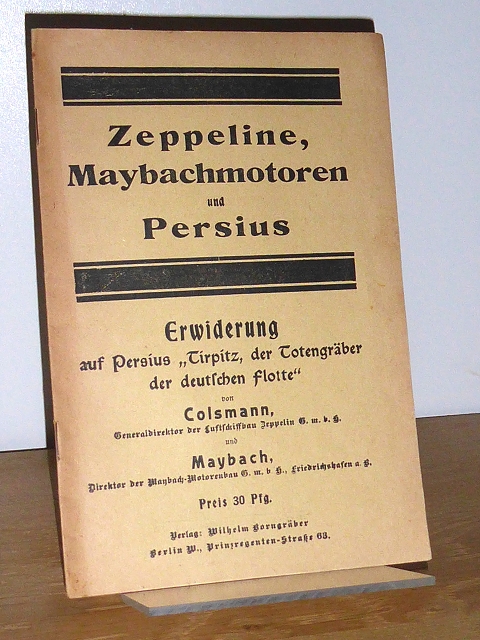 Zeppeline,
Maybachmotoren
und
Persius
Erwiderung
auf Persius „Tirpitz, der Totengräber
der deutschen Flotte“
von
Colsmann,
Generaldirektor der Luftschiffbau Zeppelin G. m. b. H.
und
Maybach,
Direktor der Maybach-Motorenbau G. m. b. H., Friedrichshafen a. B.
Preis 30 Pfg.
Verlag: Wilhelm Borngräber
Berlin W., Prinzregenten-Straße 63.